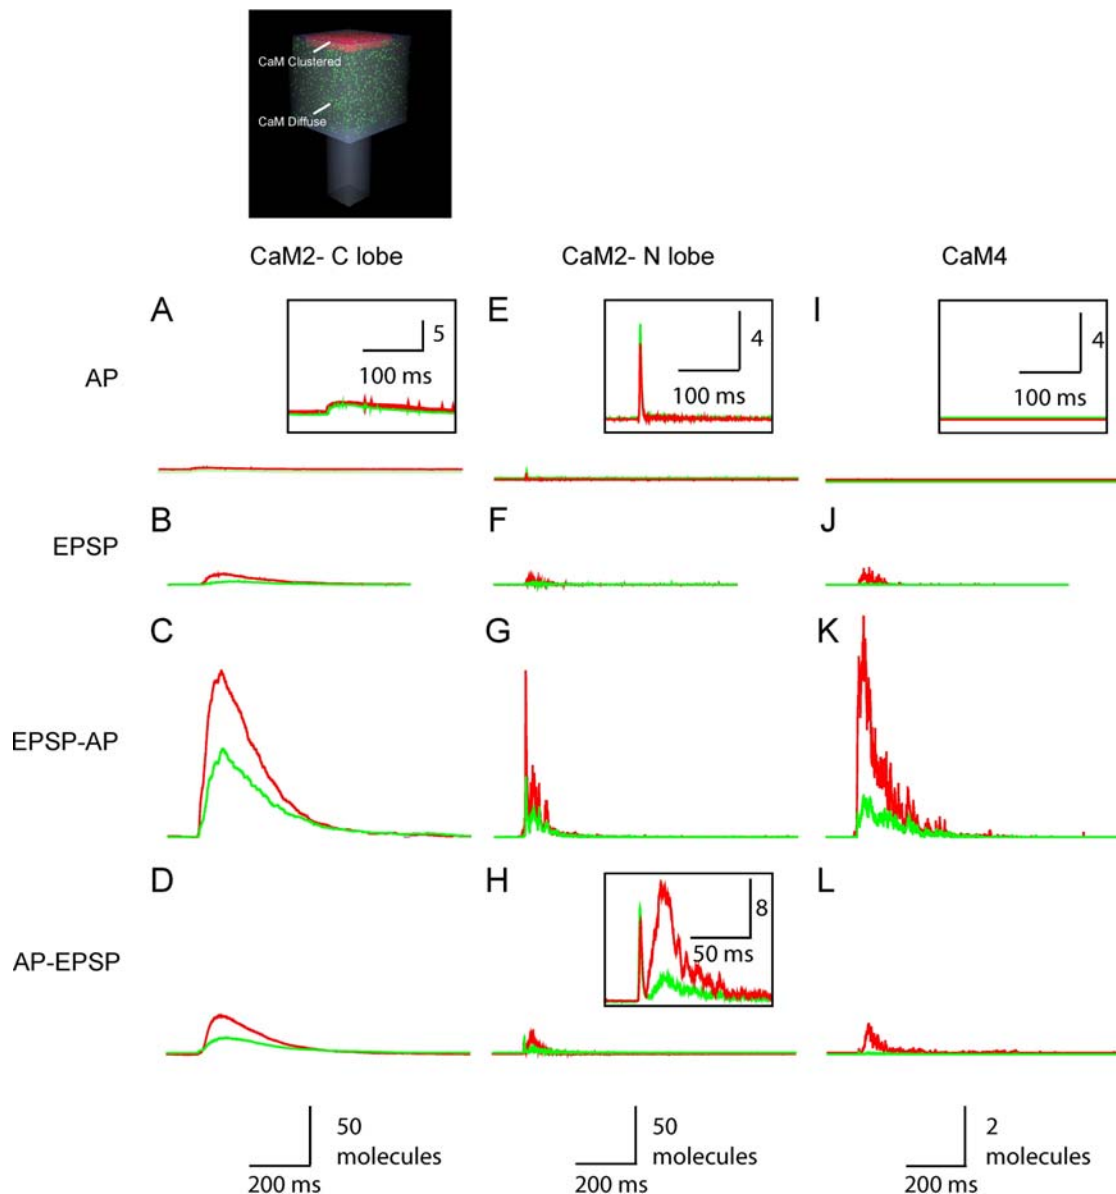 CaM Clustered
CaM Diffuse
CaM2- C lobe
CaM2- N lobe
CaM4
A
5
100 ms
E
4
100 ms
I
4
100 ms
AP
B
F
J
EPSP
C
G
K
EPSP-AP
D
H
8
50 ms
L
AP-EPSP
50
molecules
200 ms
50
molecules
200 ms
2
molecules
200 ms